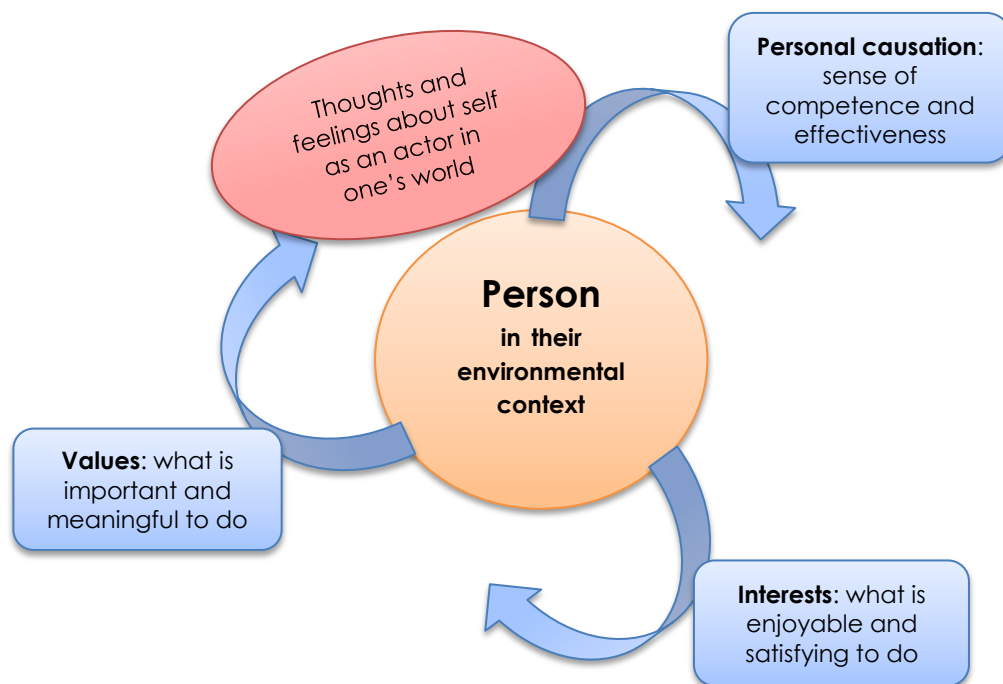 Personal causation:
sense of
competence and
effectiveness
Thoughts and
feelings about self
as an actor in
one’s world
Person
in their
environmental
context
Values: what is
important and
meaningful to do
Interests: what is
enjoyable and
satisfying to do